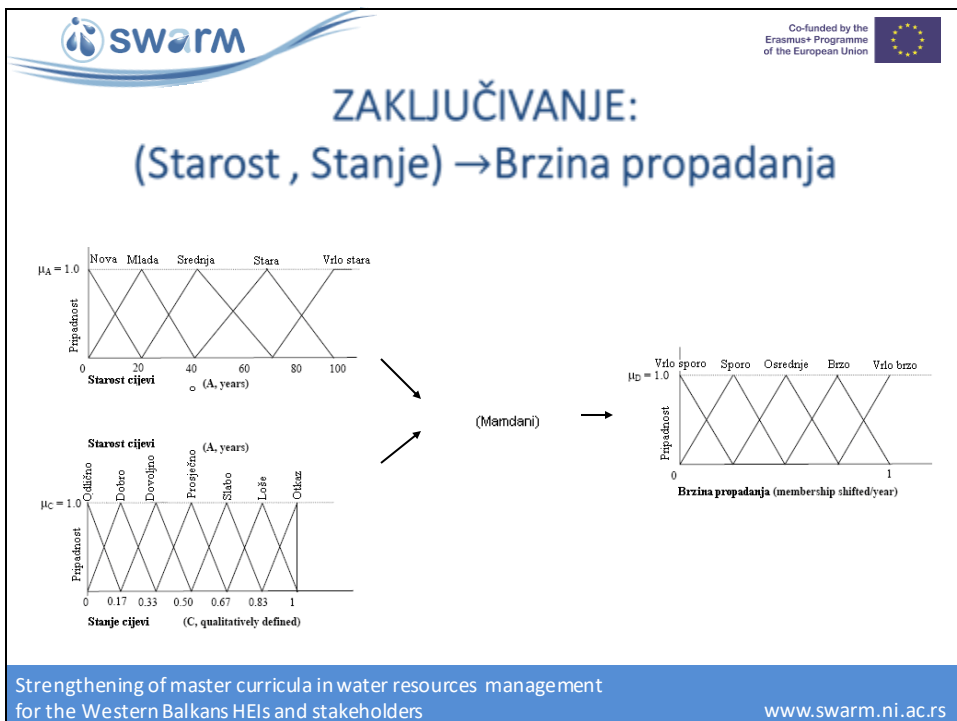 swarm
Co-funded by the
Erasmus+ Programme
of the European Union
ZAKLJUČIVANJE:
(Starost , Stanje) →Brzina propadanja
Nova Mlada Srednja Stara Vrlo stara
μA = 1.0
Pripadnost
0 20 40 60 80 100
Starost cijevi (A, years)
(Mamdani)
Vrlo sporo Sporo Osrednje Brzo Vrlo brzo
μD = 1.0
Pripadnost
0 1
Brzina propadanja (membership shifted/year)
Starost cijevi (A, years)
Odlično Dobro Dovoljno Prosječno Slabo Loše Otkaz
μC = 1.0
Pripadnost
0 0.17 0.33 0.50 0.67 0.83 1
Stanje cijevi (C, qualitatively defined)
Strengthening of master curricula in water resources management
for the Western Balkans HEIs and stakeholders
www.swarm.ni.ac.rs